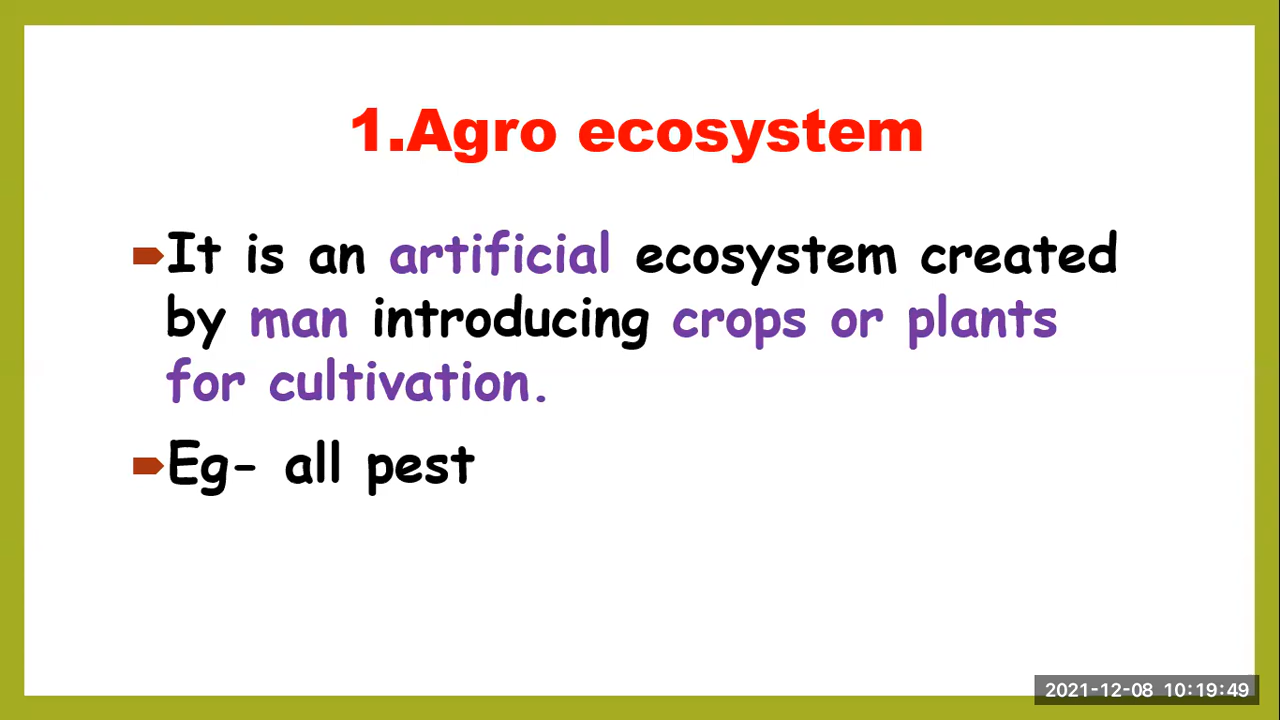 1.Agro ecosystem
It is an artificial ecosystem created
by man introducing crops or plants
for cultivation.
Eg- all pest
2021-12-08 10:19:49